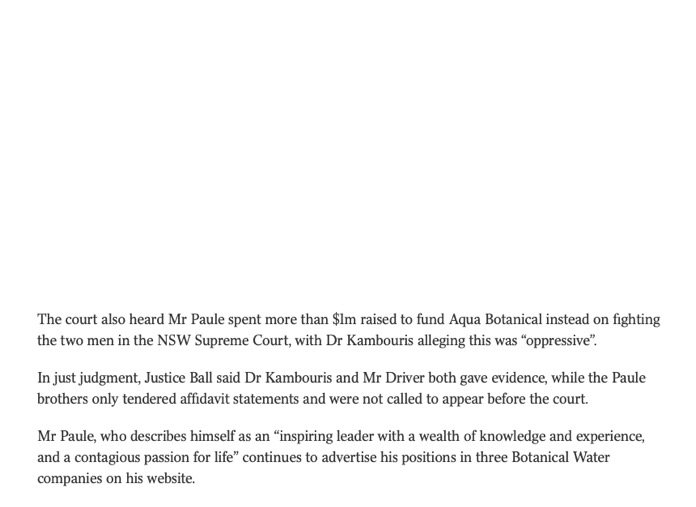 The court also heard Mr Paule spent more than $1m raised to fund Aqua Botanical instead on fighting
the two men in the NSW Supreme Court, with Dr Kambouris alleging this was “oppressive”.
In just judgment, Justice Ball said Dr Kambouris and Mr Driver both gave evidence, while the Paule
brothers only tendered affidavit statements and were not called to appear before the court.
Mr Paule, who describes himself as an “inspiring leader with a wealth of knowledge and experience,
and a contagious passion for life” continues to advertise his positions in three Botanical Water
companies on his website.